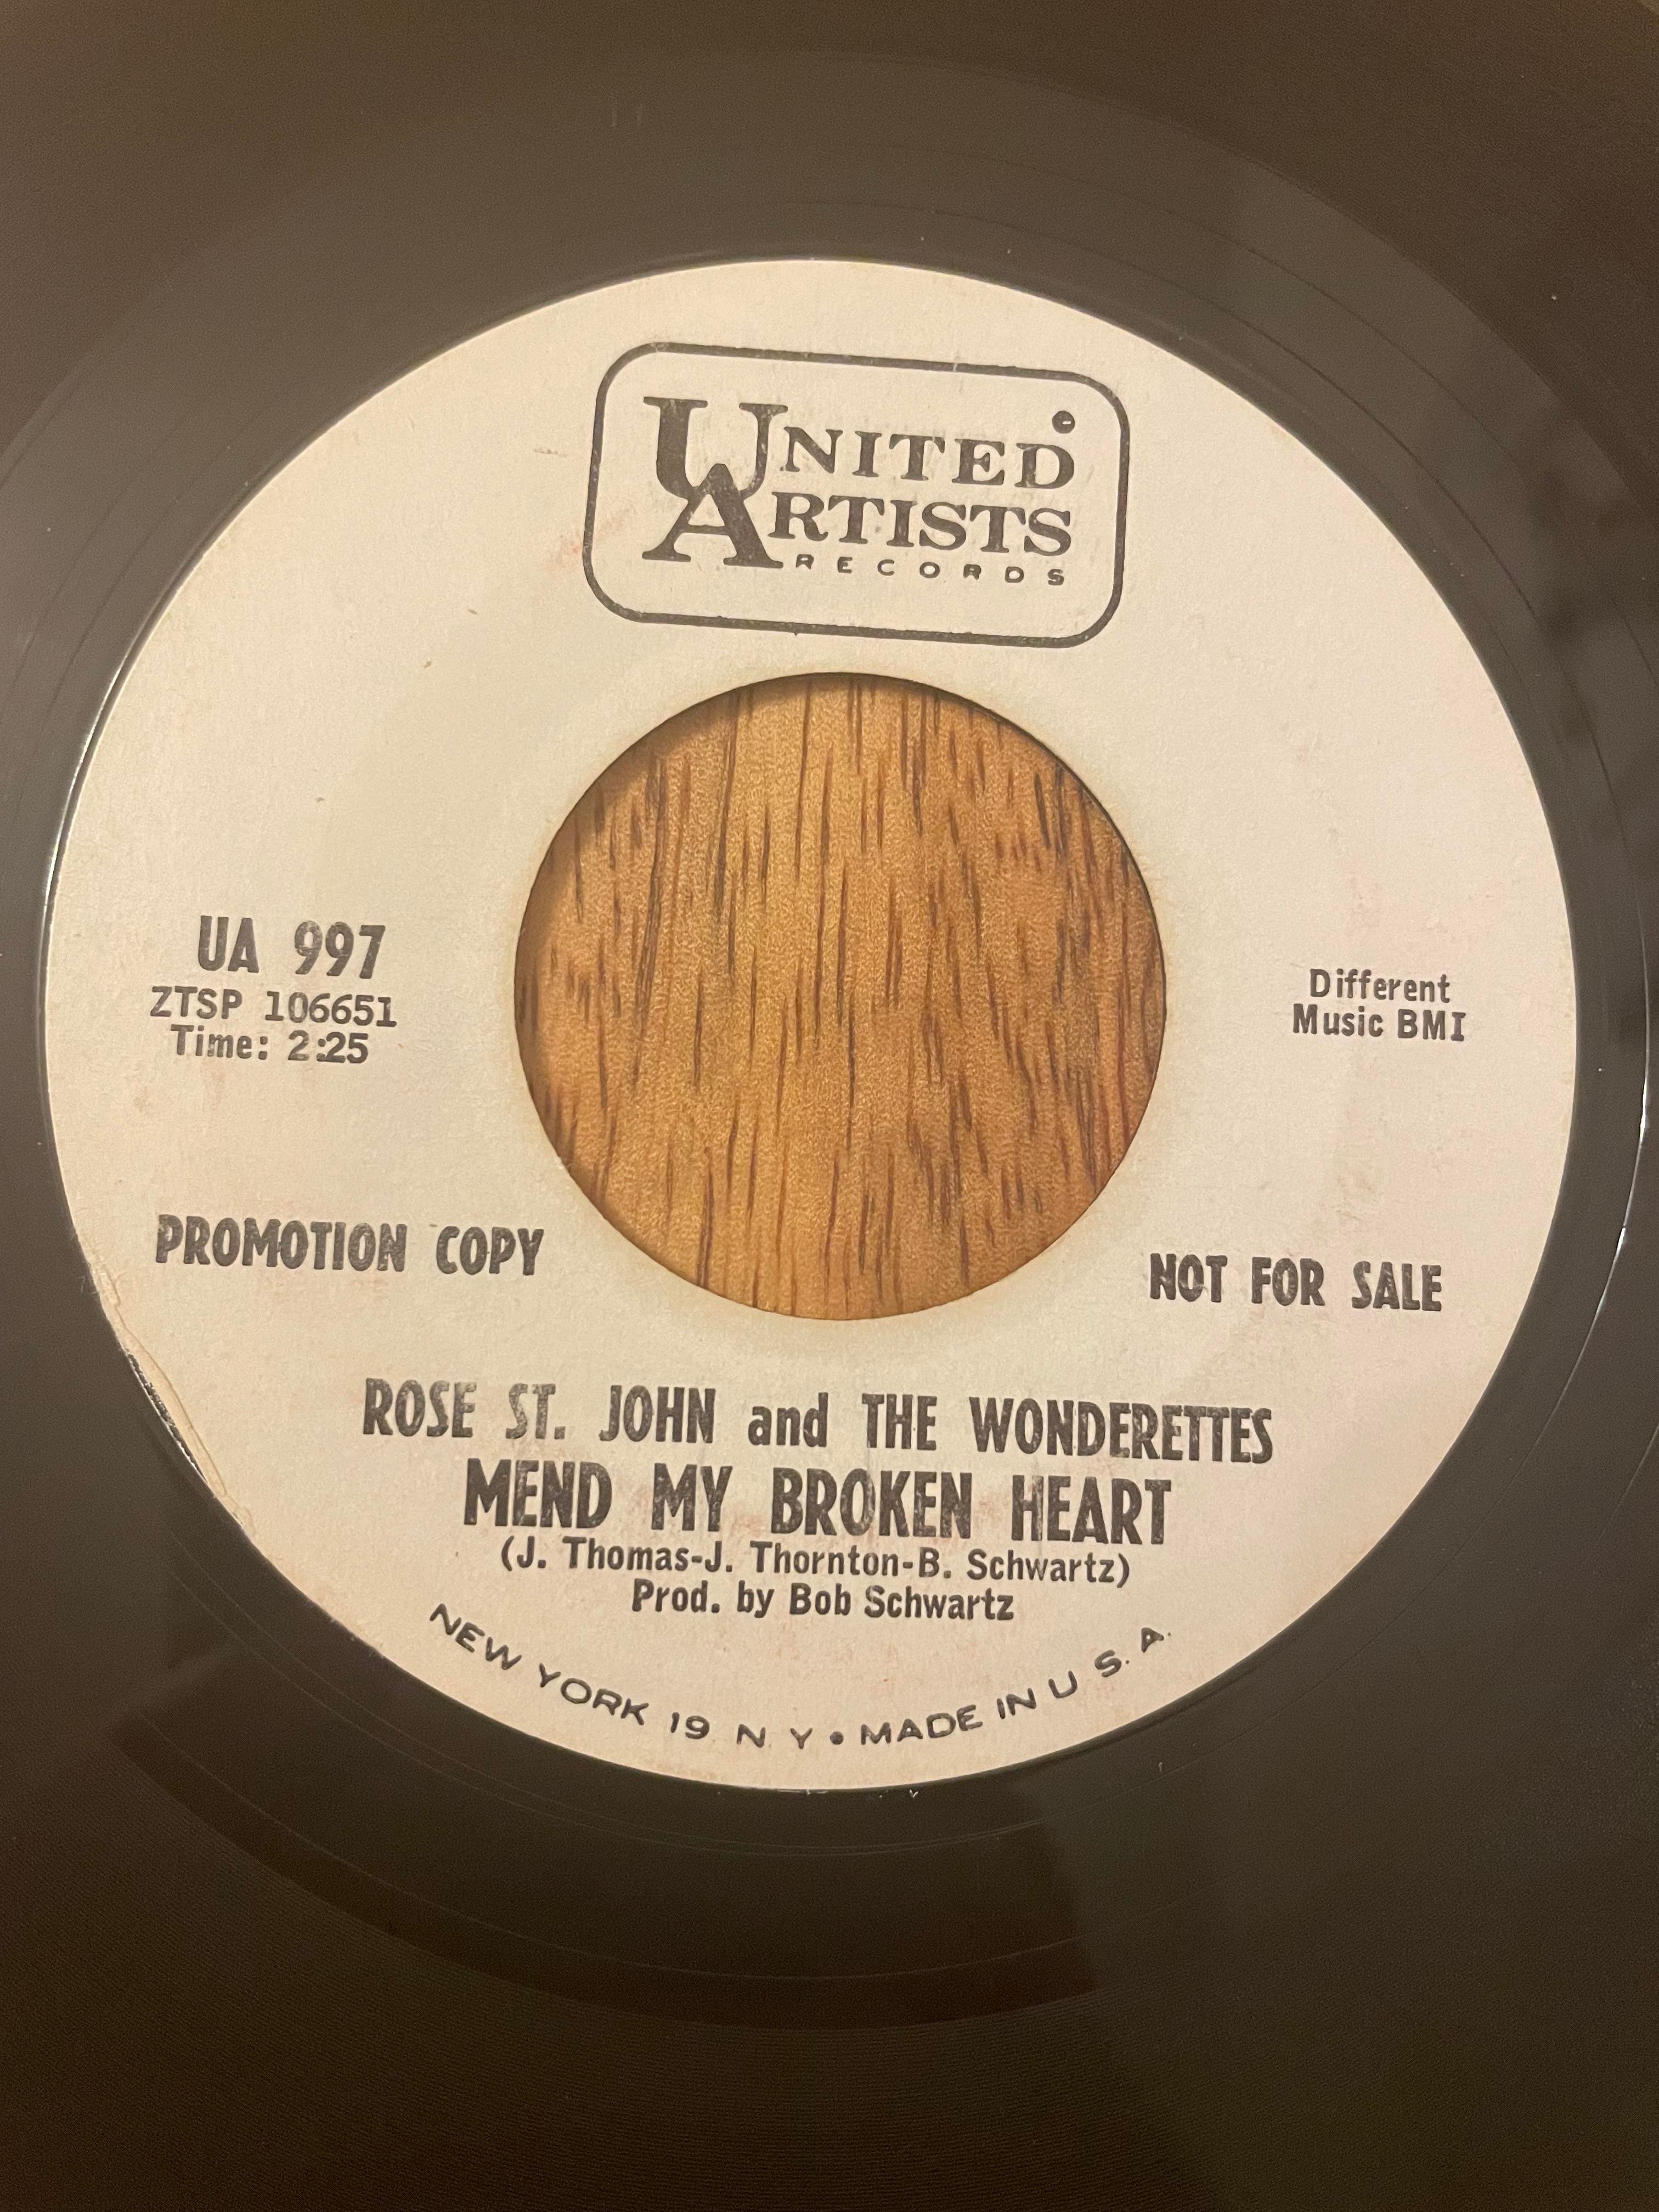 UNITED
ARTISTS
RECORDS
UA 997
ZTSP 106651
Time: 2:25
Different
Music BMI
PROMOTION COPY
NOT FOR SALE
ROSE ST. JOHN and THE WONDERETTES
MEND MY BROKEN HEART
(J. Thomas-J. Thornton-B. Schwartz)
Prod. by Bob Schwartz
NEW YORK 19 N Y • MADE IN U S. A.